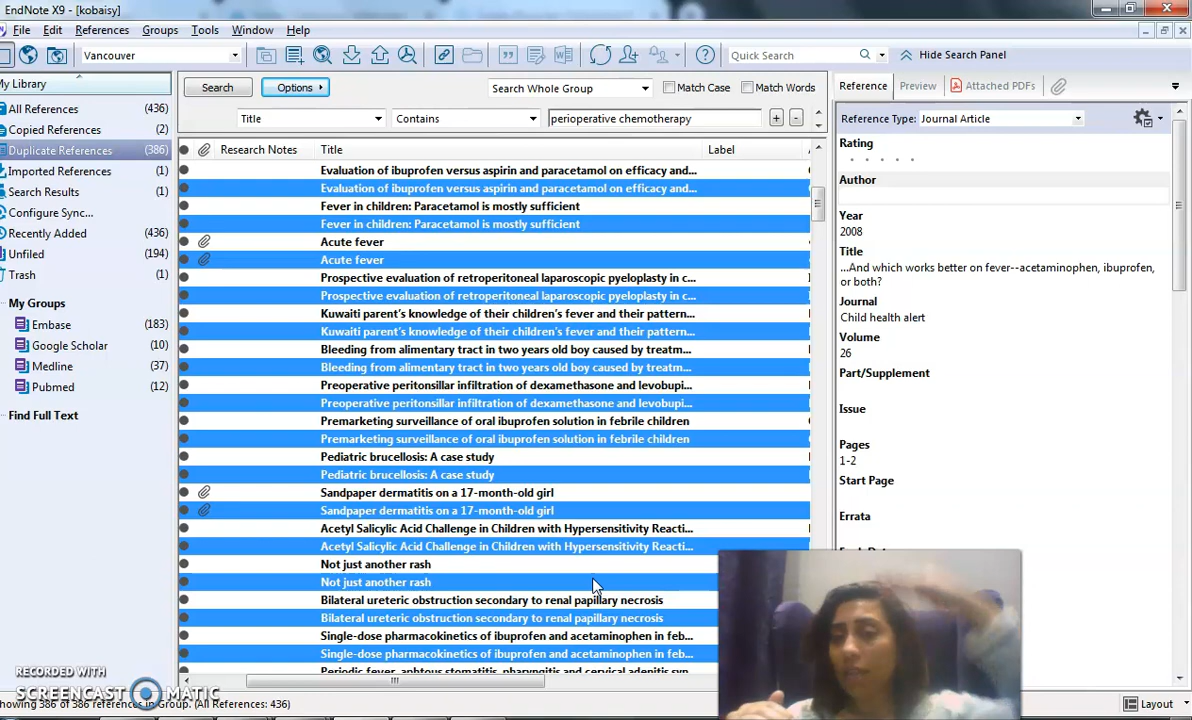 EndNote X9 - [kobaisy]
File Edit References Groups Tools Window Help
Vancouver
Quick Search
Hide Search Panel
My Library
All References (436)
Copied References (2)
Duplicate References (386)
Imported References (1)
Search Results (1)
Configure Sync...
Recently Added (436)
Unfiled (194)
Trash (1)
My Groups
Embase (183)
Google Scholar (10)
Medline (37)
Pubmed (12)
Find Full Text
Search Options Search Whole Group Match Case Match Words
Title Contains perioperative chemotherapy + -
Research Notes Title Label
Evaluation of ibuprofen versus aspirin and paracetamol on efficacy and...
Evaluation of ibuprofen versus aspirin and paracetamol on efficacy and...
Fever in children: Paracetamol is mostly sufficient
Fever in children: Paracetamol is mostly sufficient
Acute fever
Acute fever
Prospective evaluation of retroperitoneal laparoscopic pyeloplasty in c...
Prospective evaluation of retroperitoneal laparoscopic pyeloplasty in c...
Kuwaiti parent's knowledge of their children's fever and their pattern...
Kuwaiti parent's knowledge of their children's fever and their pattern...
Bleeding from alimentary tract in two years old boy caused by treatm...
Bleeding from alimentary tract in two years old boy caused by treatm...
Preoperative peritonsillar infiltration of dexamethasone and levobupi...
Preoperative peritonsillar infiltration of dexamethasone and levobupi...
Premarketing surveillance of oral ibuprofen solution in febrile children
Premarketing surveillance of oral ibuprofen solution in febrile children
Pediatric brucellosis: A case study
Pediatric brucellosis: A case study
Sandpaper dermatitis on a 17-month-old girl
Sandpaper dermatitis on a 17-month-old girl
Acetyl Salicylic Acid Challenge in Children with Hypersensitivity Reacti...
Acetyl Salicylic Acid Challenge in Children with Hypersensitivity Reacti...
Not just another rash
Not just another rash
Bilateral ureteric obstruction secondary to renal papillary necrosis
Bilateral ureteric obstruction secondary to renal papillary necrosis
Single-dose pharmacokinetics of ibuprofen and acetaminophen in feb...
Single-dose pharmacokinetics of ibuprofen and acetaminophen in feb...
Periodic fever, aphtous stomatitis, pharyngitis and cervical adenitis syn...
Reference Preview Attached PDFs
Reference Type: Journal Article
Rating
Author
Year
2008
Title
...And which works better on fever--acetaminophen, ibuprofen,
or both?
Journal
Child health alert
Volume
26
Part/Supplement
Issue
Pages
1-2
Start Page
Errata
RECORDED WITH
SCREENCAST MATIC
howing 386 of 386 references in Group. (All References: 436)
Layout